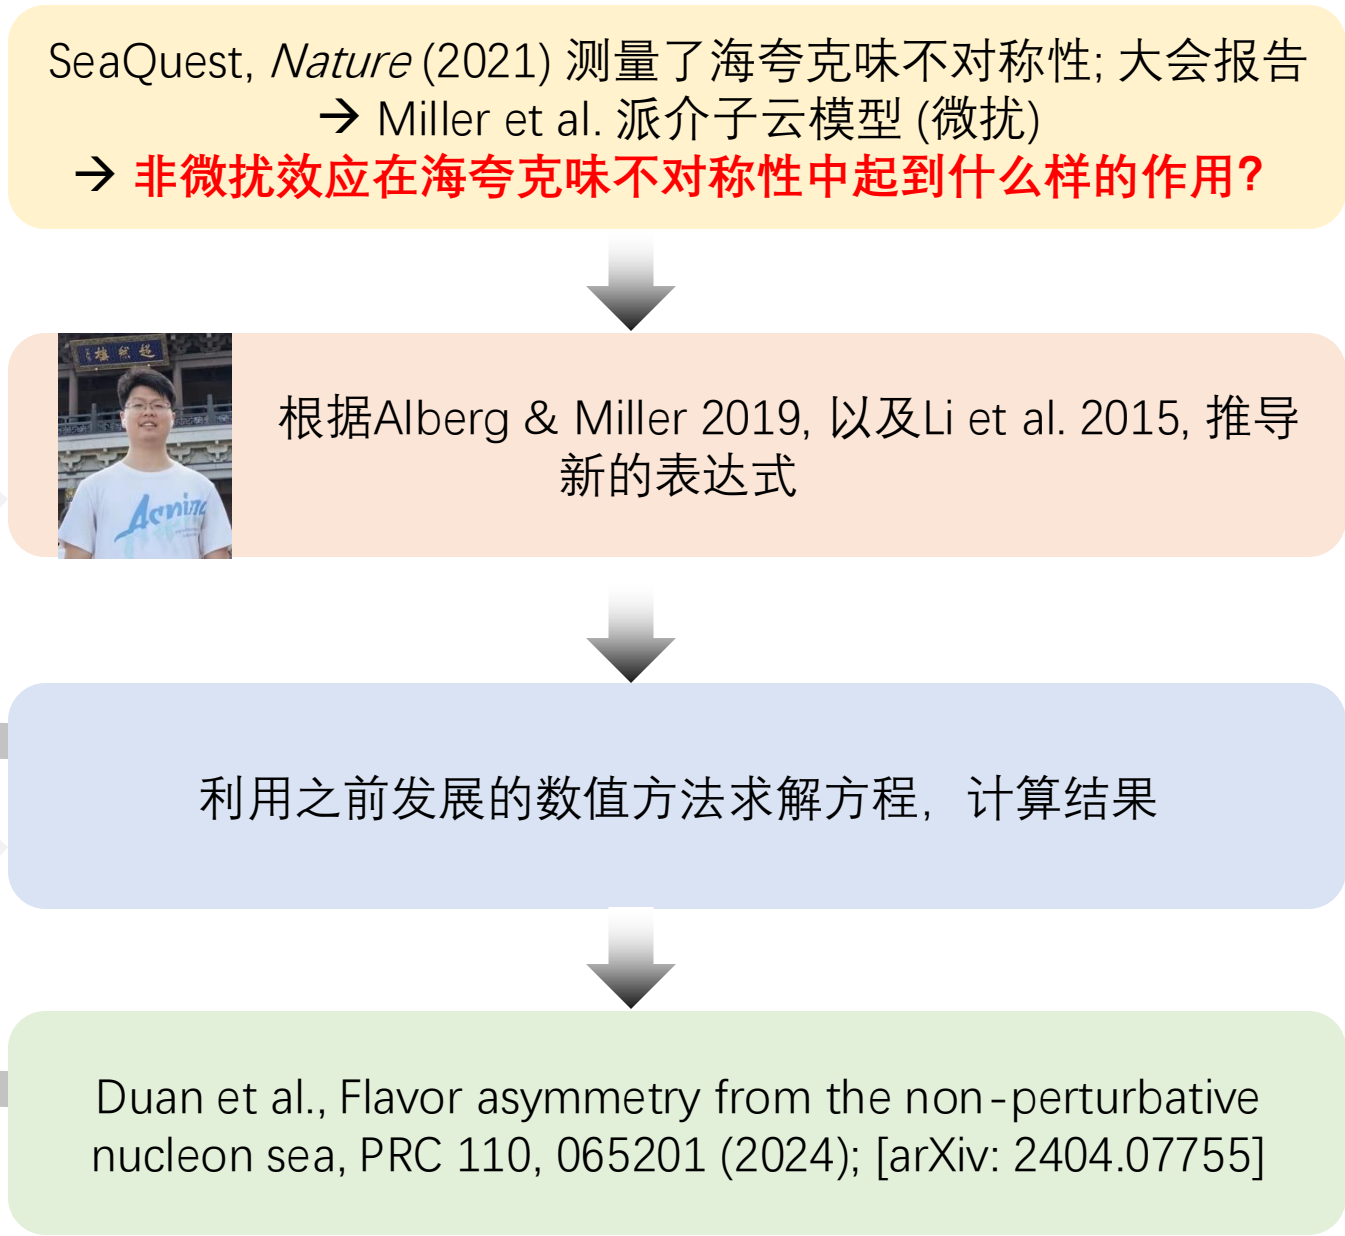 SeaQuest, Nature (2021) 测量了海夸克味不对称性; 大会报告
→ Miller et al. 派介子云模型 (微扰)
→ 非微扰效应在海夸克味不对称性中起到什么样的作用?
超然楼
根据Alberg & Miller 2019, 以及Li et al. 2015, 推导
新的表达式
利用之前发展的数值方法求解方程，计算结果
Duan et al., Flavor asymmetry from the non-perturbative
nucleon sea, PRC 110, 065201 (2024); [arXiv: 2404.07755]